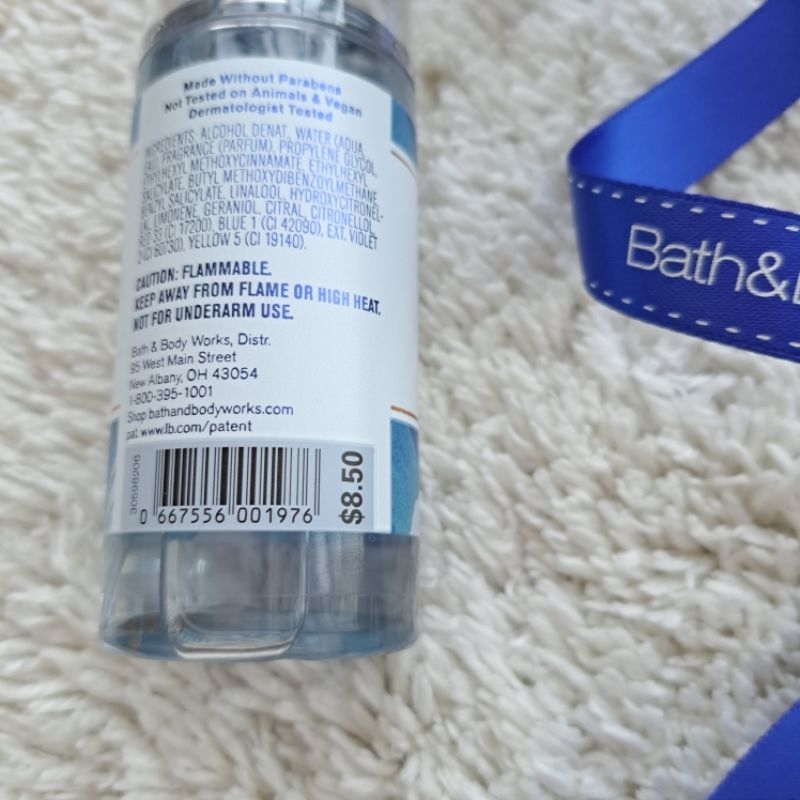 Made Without Parabens
Not Tested on Animals & Vegan
Dermatologist Tested
INGREDIENTS: ALCOHOL DENAT., WATER (AQUA,
EAU), FRAGRANCE (PARFUM), PROPYLENE GLYCOL,
ETHYLHEXYL METHOXYCINNAMATE, ETHYLHEXYL
SALICYLATE, BUTYL METHOXYDIBENZOYLMETHANE,
BENZYL SALICYLATE, LINALOOL, HYDROXYCITRONEL-
LAL, LIMONENE, GERANIOL, CITRAL, CITRONELLOL,
RED 33 (CI 17200), BLUE 1 (CI 42090), EXT. VIOLET
2 (CI 60730), YELLOW 5 (CI 19140).
CAUTION: FLAMMABLE.
KEEP AWAY FROM FLAME OR HIGH HEAT.
NOT FOR UNDERARM USE.
Bath & Body Works, Distr.
95 West Main Street
New Albany, OH 43054
1-800-395-1001
Shop bathandbodyworks.com
pat. www.lb.com/patent
30598206
0 667556 001976
$8.50
Bath&